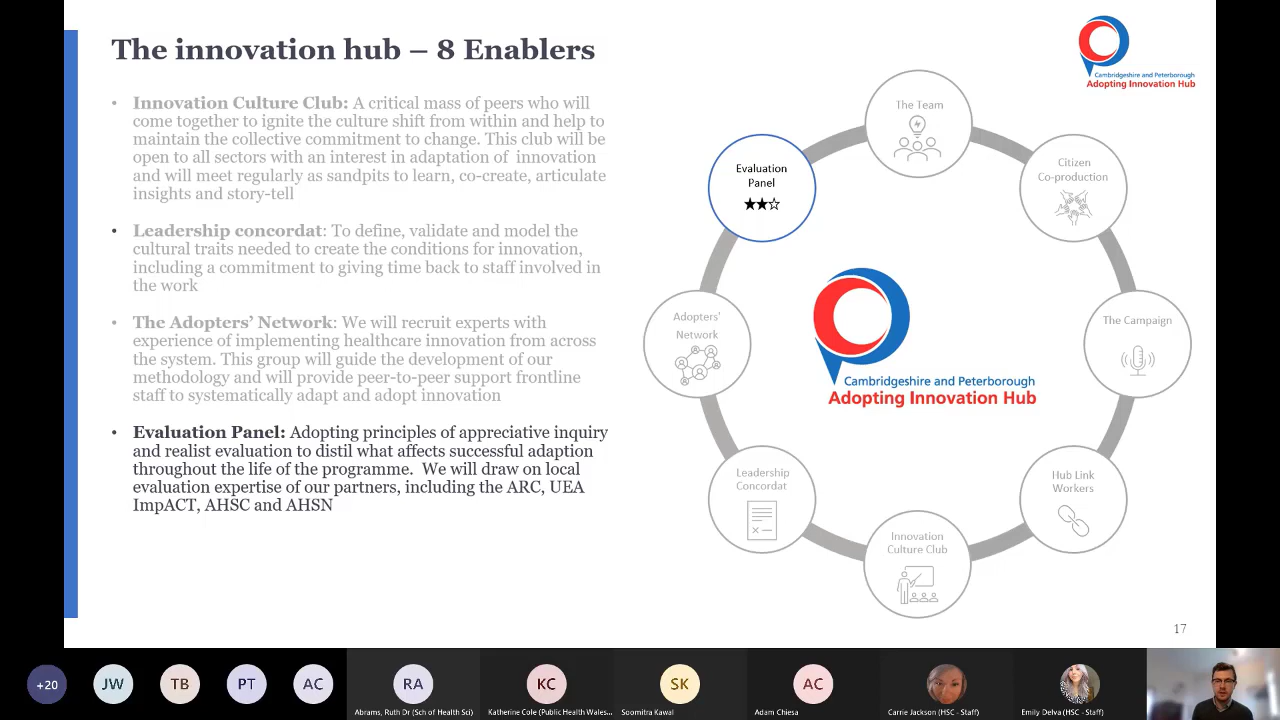 The innovation hub – 8 Enablers
Cambridgeshire and Peterborough
Adopting Innovation Hub
• Innovation Culture Club: A critical mass of peers who will
come together to ignite the culture shift from within and help to
maintain the collective commitment to change. This club will be
open to all sectors with an interest in adaptation of innovation
and will meet regularly as sandpits to learn, co-create, articulate
insights and story-tell
• Leadership concordat: To define, validate and model the
cultural traits needed to create the conditions for innovation,
including a commitment to giving time back to staff involved in
the work
• The Adopters' Network: We will recruit experts with
experience of implementing healthcare innovation from across
the system. This group will guide the development of our
methodology and will provide peer-to-peer support frontline
staff to systematically adapt and adopt innovation
• Evaluation Panel: Adopting principles of appreciative inquiry
and realist evaluation to distil what affects successful adaption
throughout the life of the programme. We will draw on local
evaluation expertise of our partners, including the ARC, UEA
ImpACT, AHSC and AHSN
The Team
Citizen
Co-production
The Campaign
Hub Link
Workers
Innovation
Culture Club
Leadership
Concordat
Adopters'
Network
Evaluation
Panel
Cambridgeshire and Peterborough
Adopting Innovation Hub
17
+20
JW
TB
PT
AC
RA
Abrams, Ruth Dr (Sch of Health Sci)
KC
Katherine Cole (Public Health Wales...
SK
Soomitra Kawal
AC
Adam Chiesa
Carrie Jackson (HSC - Staff)
Emily Delva (HSC - Staff)